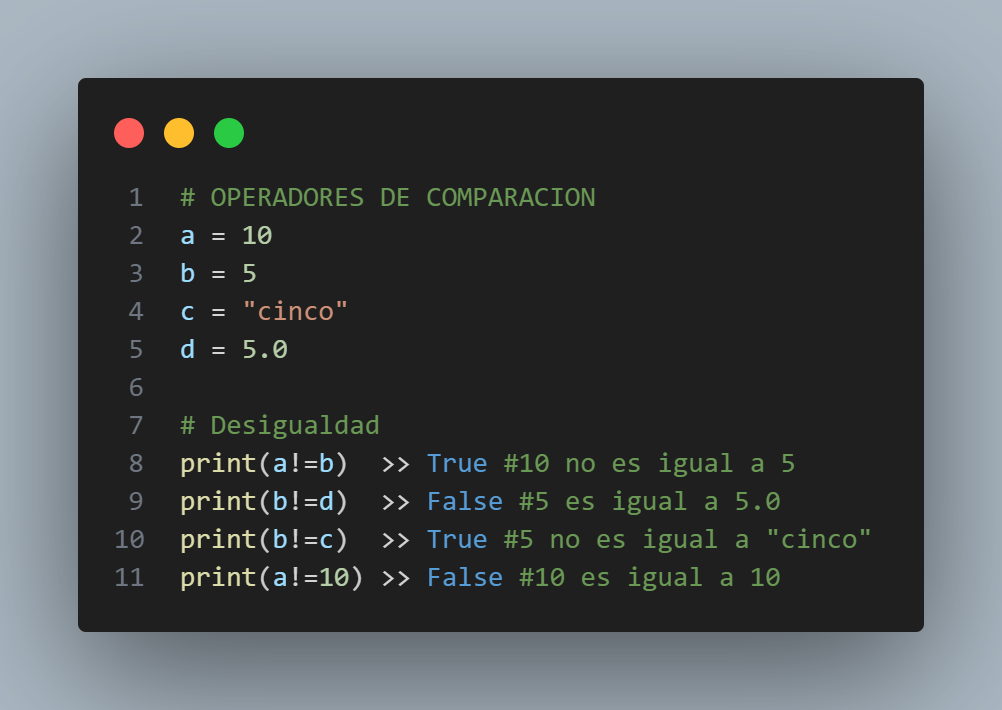 1 # OPERADORES DE COMPARACION
2 a = 10
3 b = 5
4 c = "cinco"
5 d = 5.0
6
7 # Desigualdad
8 print(a!=b)  >> True #10 no es igual a 5
9 print(b!=d)  >> False #5 es igual a 5.0
10 print(b!=c)  >> True #5 no es igual a "cinco"
11 print(a!=10) >> False #10 es igual a 10